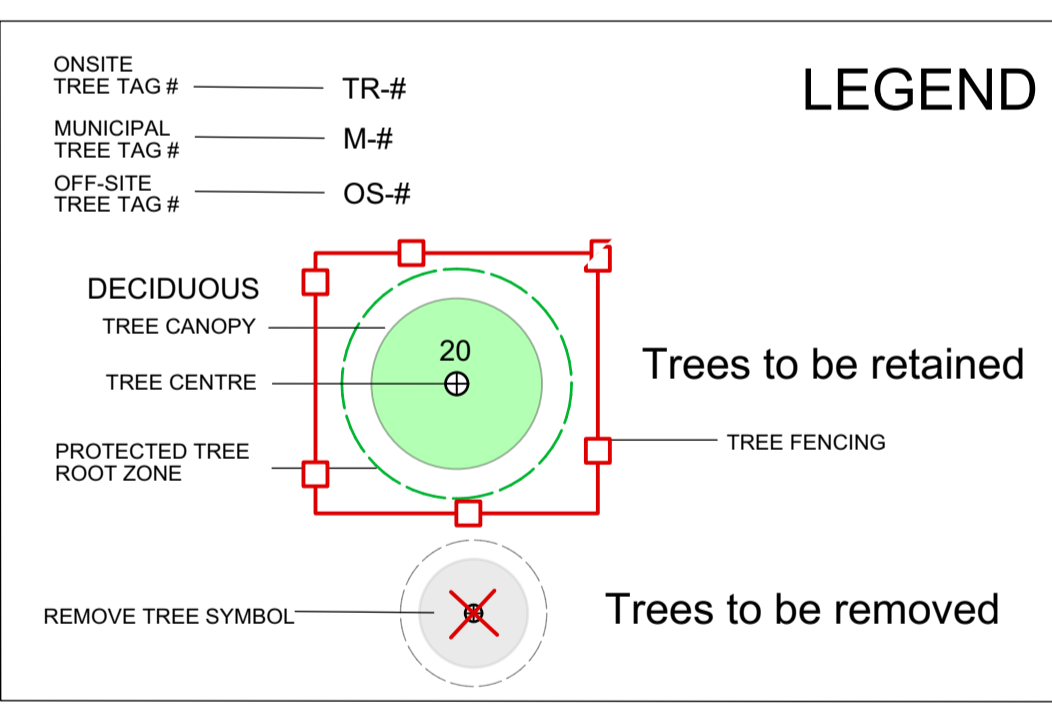 LEGEND
ONSITE
TREE TAG #
TR-#
MUNICIPAL
TREE TAG #
M-#
OFF-SITE
TREE TAG #
OS-#
DECIDUOUS
TREE CANOPY
20
TREE CENTRE
Trees to be retained
PROTECTED TREE
ROOT ZONE
TREE FENCING
REMOVE TREE SYMBOL
Trees to be removed